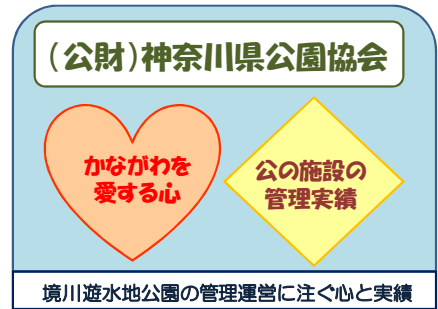 （公財）神奈川県公園協会
かながわを
愛する心
公の施設の
管理実績
境川遊水地公園の管理運営に注ぐ心と実績